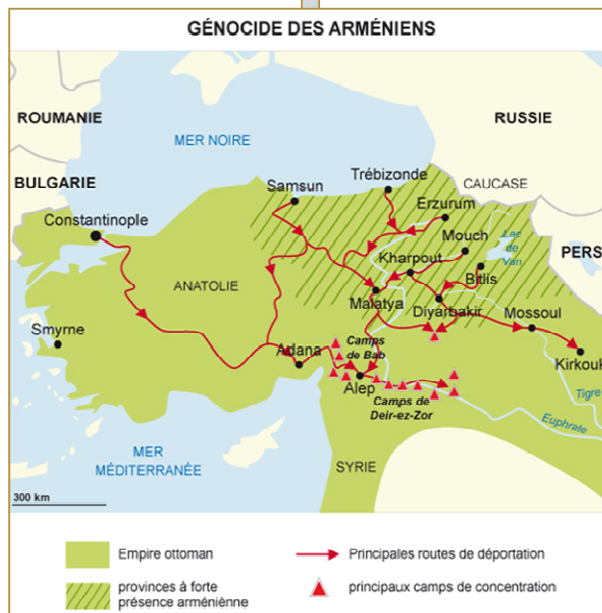 GÉNOCIDE DES ARMÉNIENS
ROUMANIE
RUSSIE
MER NOIRE
BULGARIE
Trébizonde
CAUCASE
Samsun
Erzurum
Constantinople
Mouch
Lac
de
Van
PERS
Kharpout
Bitlis
ANATOLIE
Malatya
Diyarbakir
Mossoul
Smyrne
Adana
Camps
de Bab
Kirkouk
Alep
Camps de
Deir-ez-Zor
Tigre
Euphrate
MER
MÉDITERRANÉE
SYRIE
300 km
Empire ottoman
Principales routes de déportation
provinces à forte
présence arménienne
principaux camps de concentration